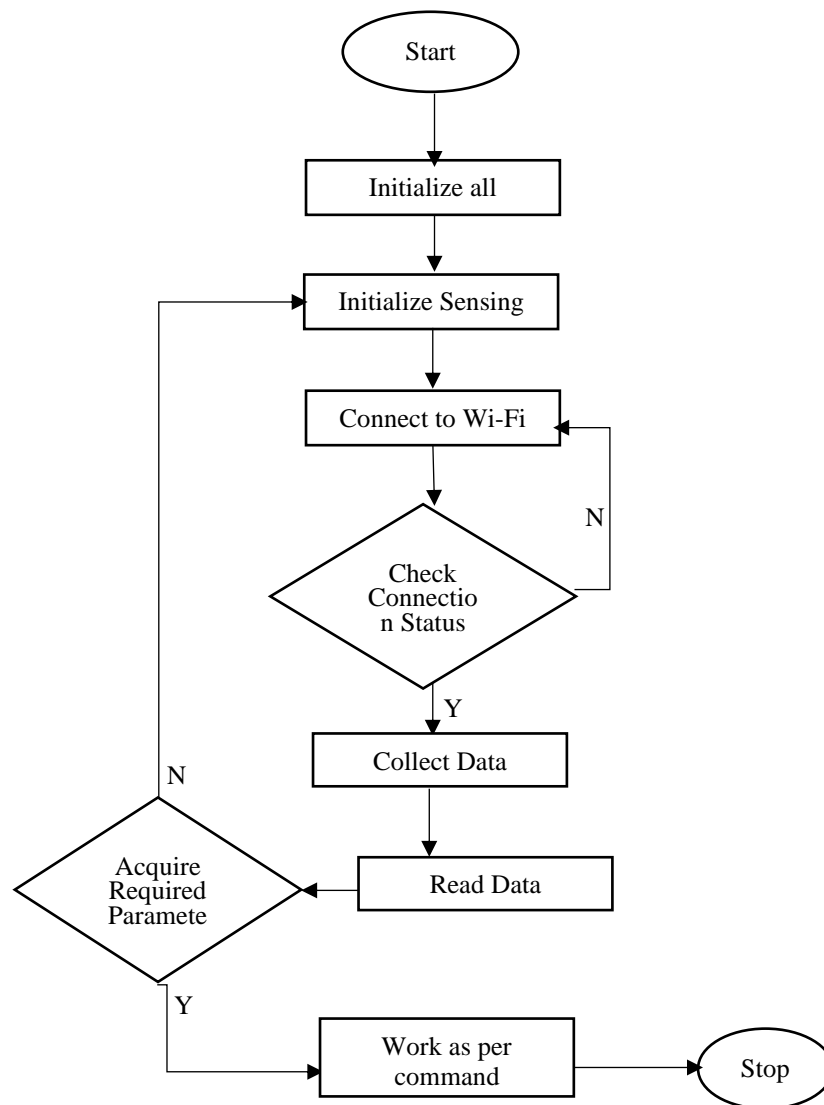 Start
Initialize all
Initialize Sensing
Connect to Wi-Fi
N
Check
Connectio
n Status
Y
Collect Data
N
Acquire
Required
Paramete
Read Data
Y
Work as per
command
Stop